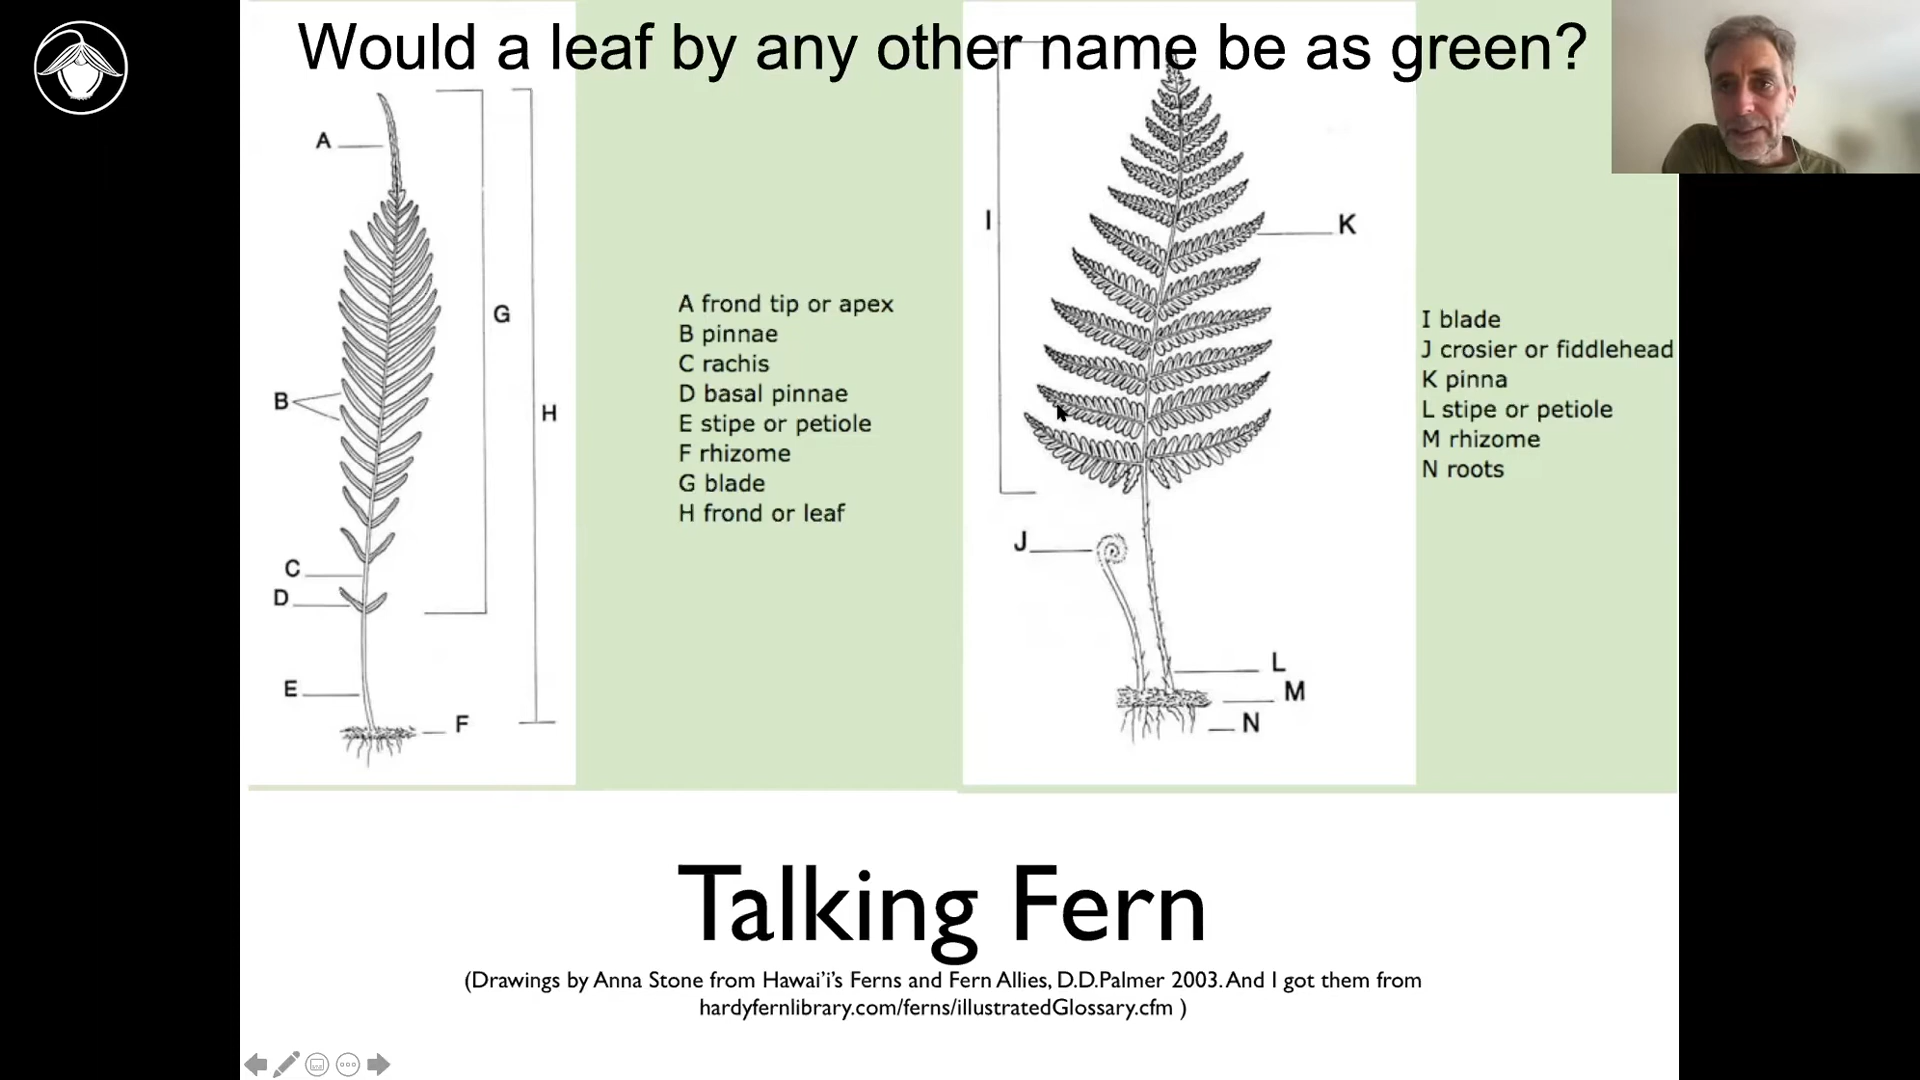 Would a leaf by any other name be as green?
A
B
C
D
E
F
G
H
A frond tip or apex
B pinnae
C rachis
D basal pinnae
E stipe or petiole
F rhizome
G blade
H frond or leaf
I
J
K
L
M
N
I blade
J crosier or fiddlehead
K pinna
L stipe or petiole
M rhizome
N roots
Talking Fern
(Drawings by Anna Stone from Hawai’i’s Ferns and Fern Allies, D.D.Palmer 2003. And I got them from
hardyfernlibrary.com/ferns/illustratedGlossary.cfm )